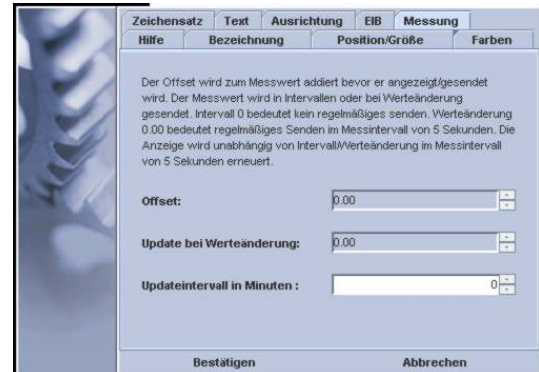 Zeichensatz Text Ausrichtung EIB Messung
Hilfe Bezeichnung Position/Größe Farben
Der Offset wird zum Messwert addiert bevor er angezeigt/gesendet
wird. Der Messwert wird in Intervallen oder bei Werteänderung
gesendet. Intervall 0 bedeutet kein regelmäßiges senden. Werteänderung
0.00 bedeutet regelmäßiges Senden im Messintervall von 5 Sekunden. Die
Anzeige wird unabhängig von Intervall/Werteänderung im Messintervall
von 5 Sekunden erneuert.
Offset: 0.00
Update bei Werteänderung: 0.00
Updateintervall in Minuten : 0
Bestätigen Abbrechen